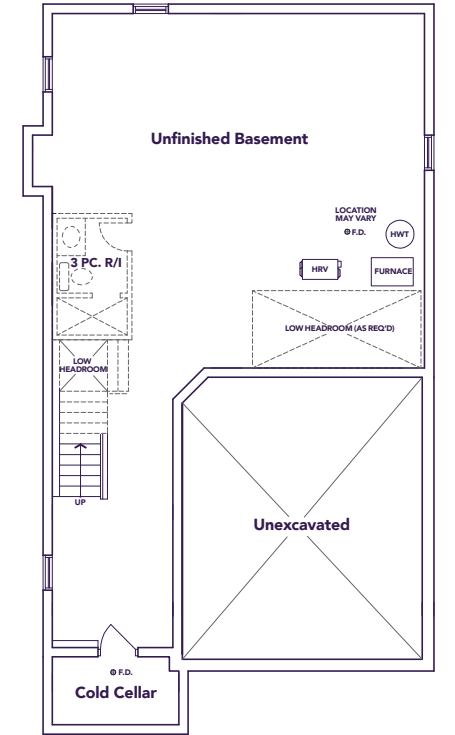 Unfinished Basement
LOCATION
MAY VARY
F.D.
HWT
3 PC. R/I
HRV
FURNACE
LOW HEADROOM (AS REQ'D)
LOW
HEADROOM
UP
Unexcavated
F.D.
Cold Cellar